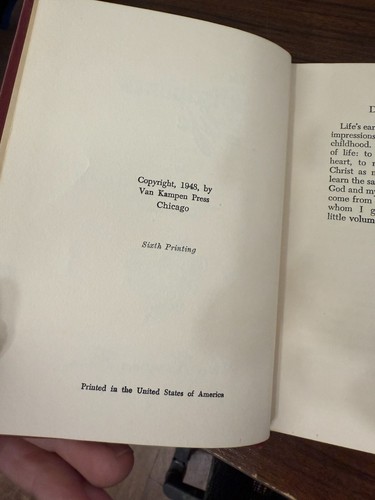 Copyright, 1948, by
Van Kampen Press
Chicago
Sixth Printing
Printed in the United States of America
Life's ear
impressions
childhood.
of life: to
heart, to
Christ as
learn the sa
God and my
come from
whom I g
little volum